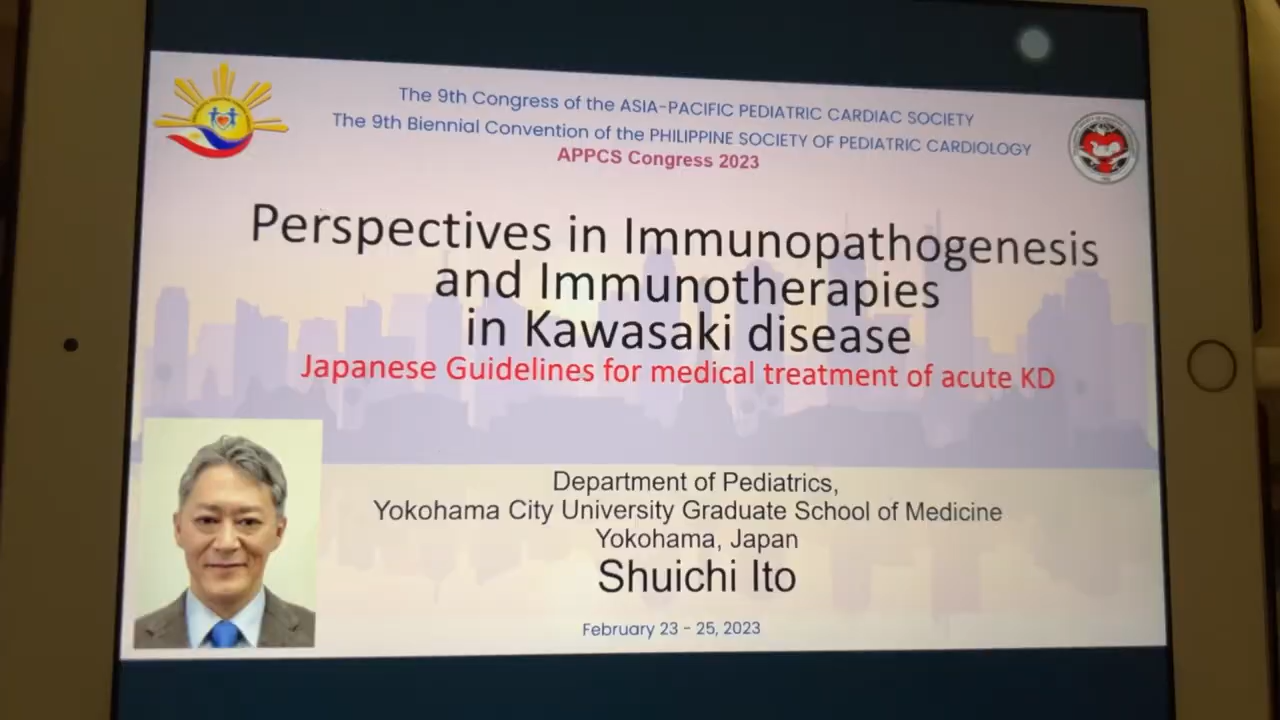 The 9th Congress of the ASIA-PACIFIC PEDIATRIC CARDIAC SOCIETY
The 9th Biennial Convention of the PHILIPPINE SOCIETY OF PEDIATRIC CARDIOLOGY
APPCS Congress 2023
Perspectives in Immunopathogenesis
and Immunotherapies
in Kawasaki disease
Japanese Guidelines for medical treatment of acute KD
Department of Pediatrics,
Yokohama City University Graduate School of Medicine
Yokohama, Japan
Shuichi Ito
February 23 - 25, 2023